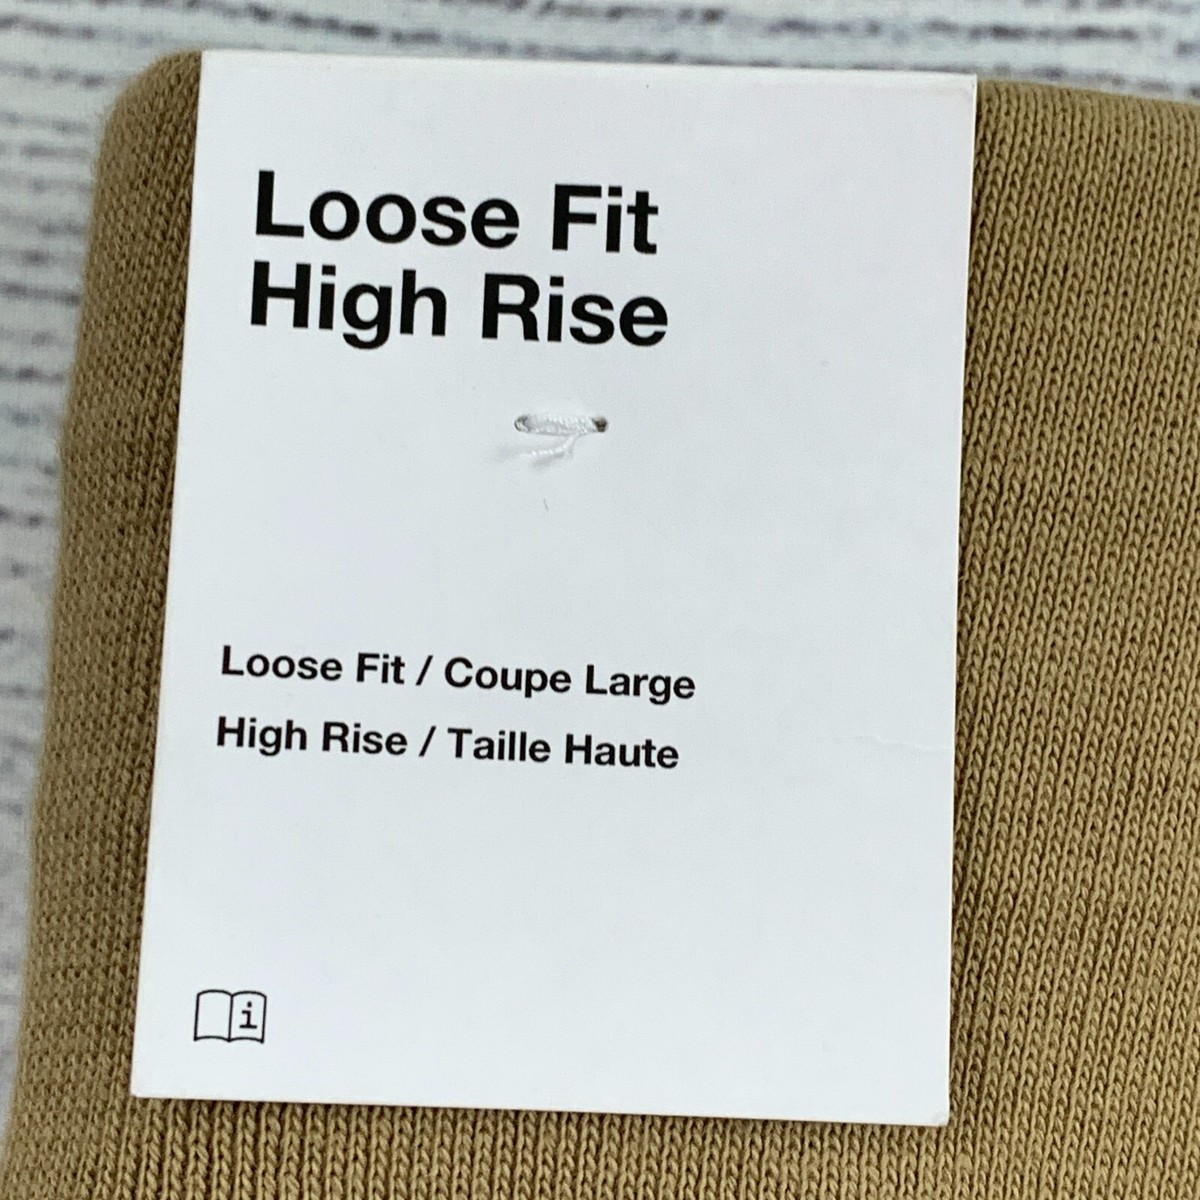 Loose Fit
High Rise
Loose Fit / Coupe Large
High Rise / Taille Haute
i